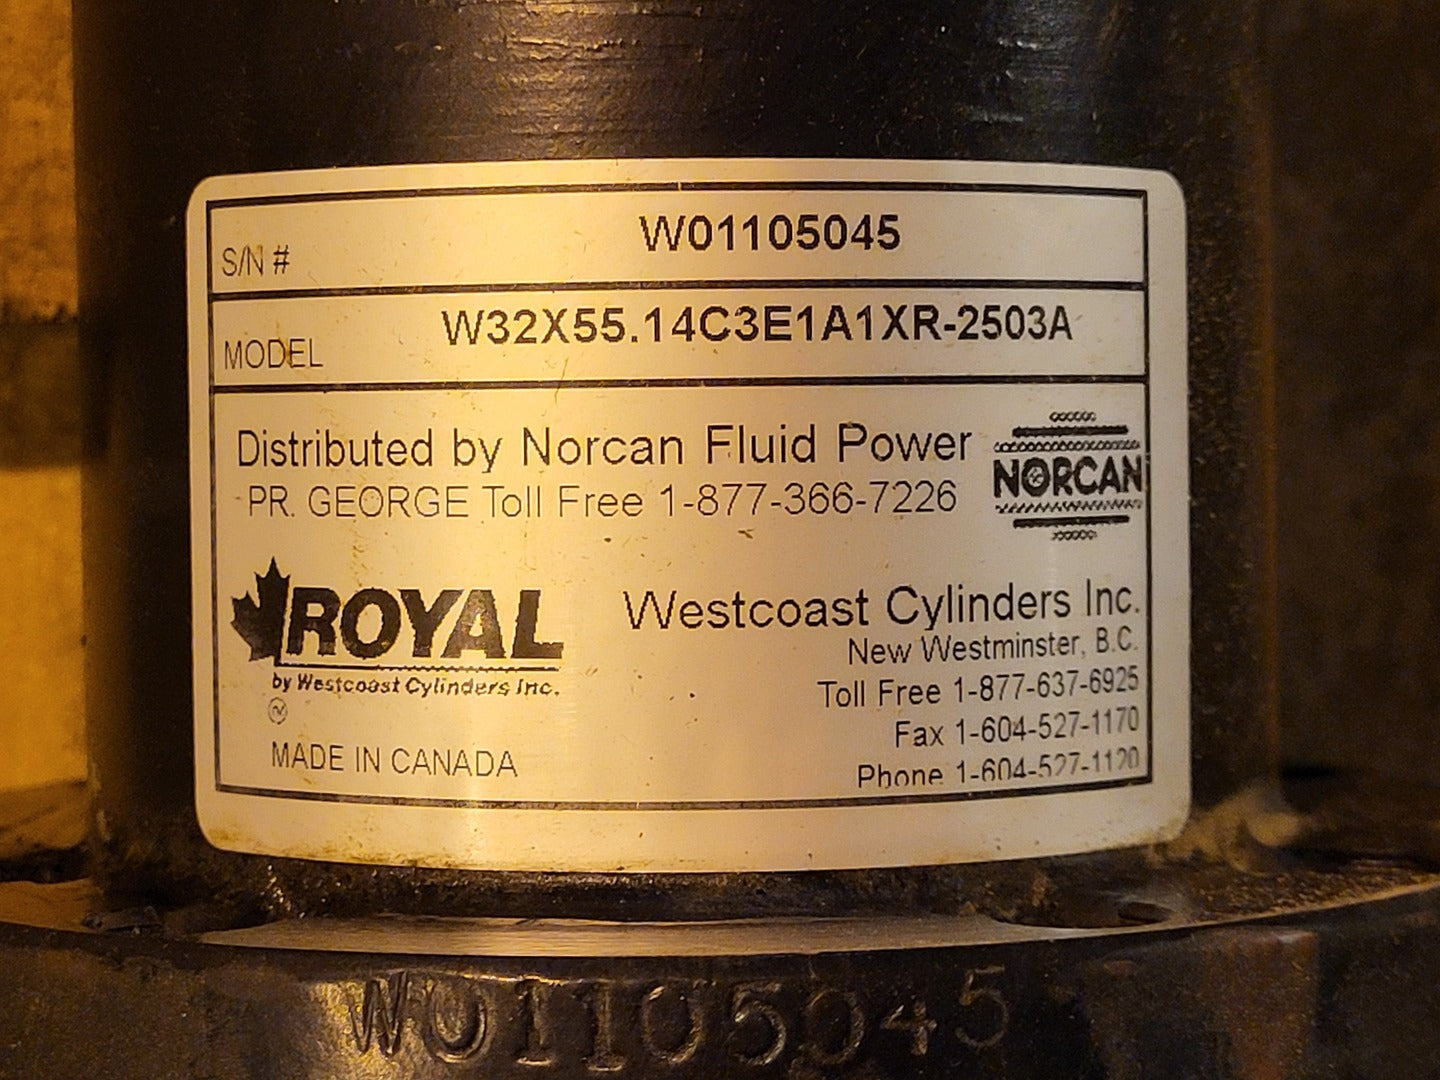 S/N # W01105045
MODEL W32X55.14C3E1A1XR-2503A
Distributed by Norcan Fluid Power
PR. GEORGE Toll Free 1-877-366-7226
NORCAN
ROYAL
by Westcoast Cylinders Inc.
MADE IN CANADA
Westcoast Cylinders Inc.
New Westminster, B.C.
Toll Free 1-877-637-6925
Fax 1-604-527-1170
Phone 1-604-527-1120
W01105045